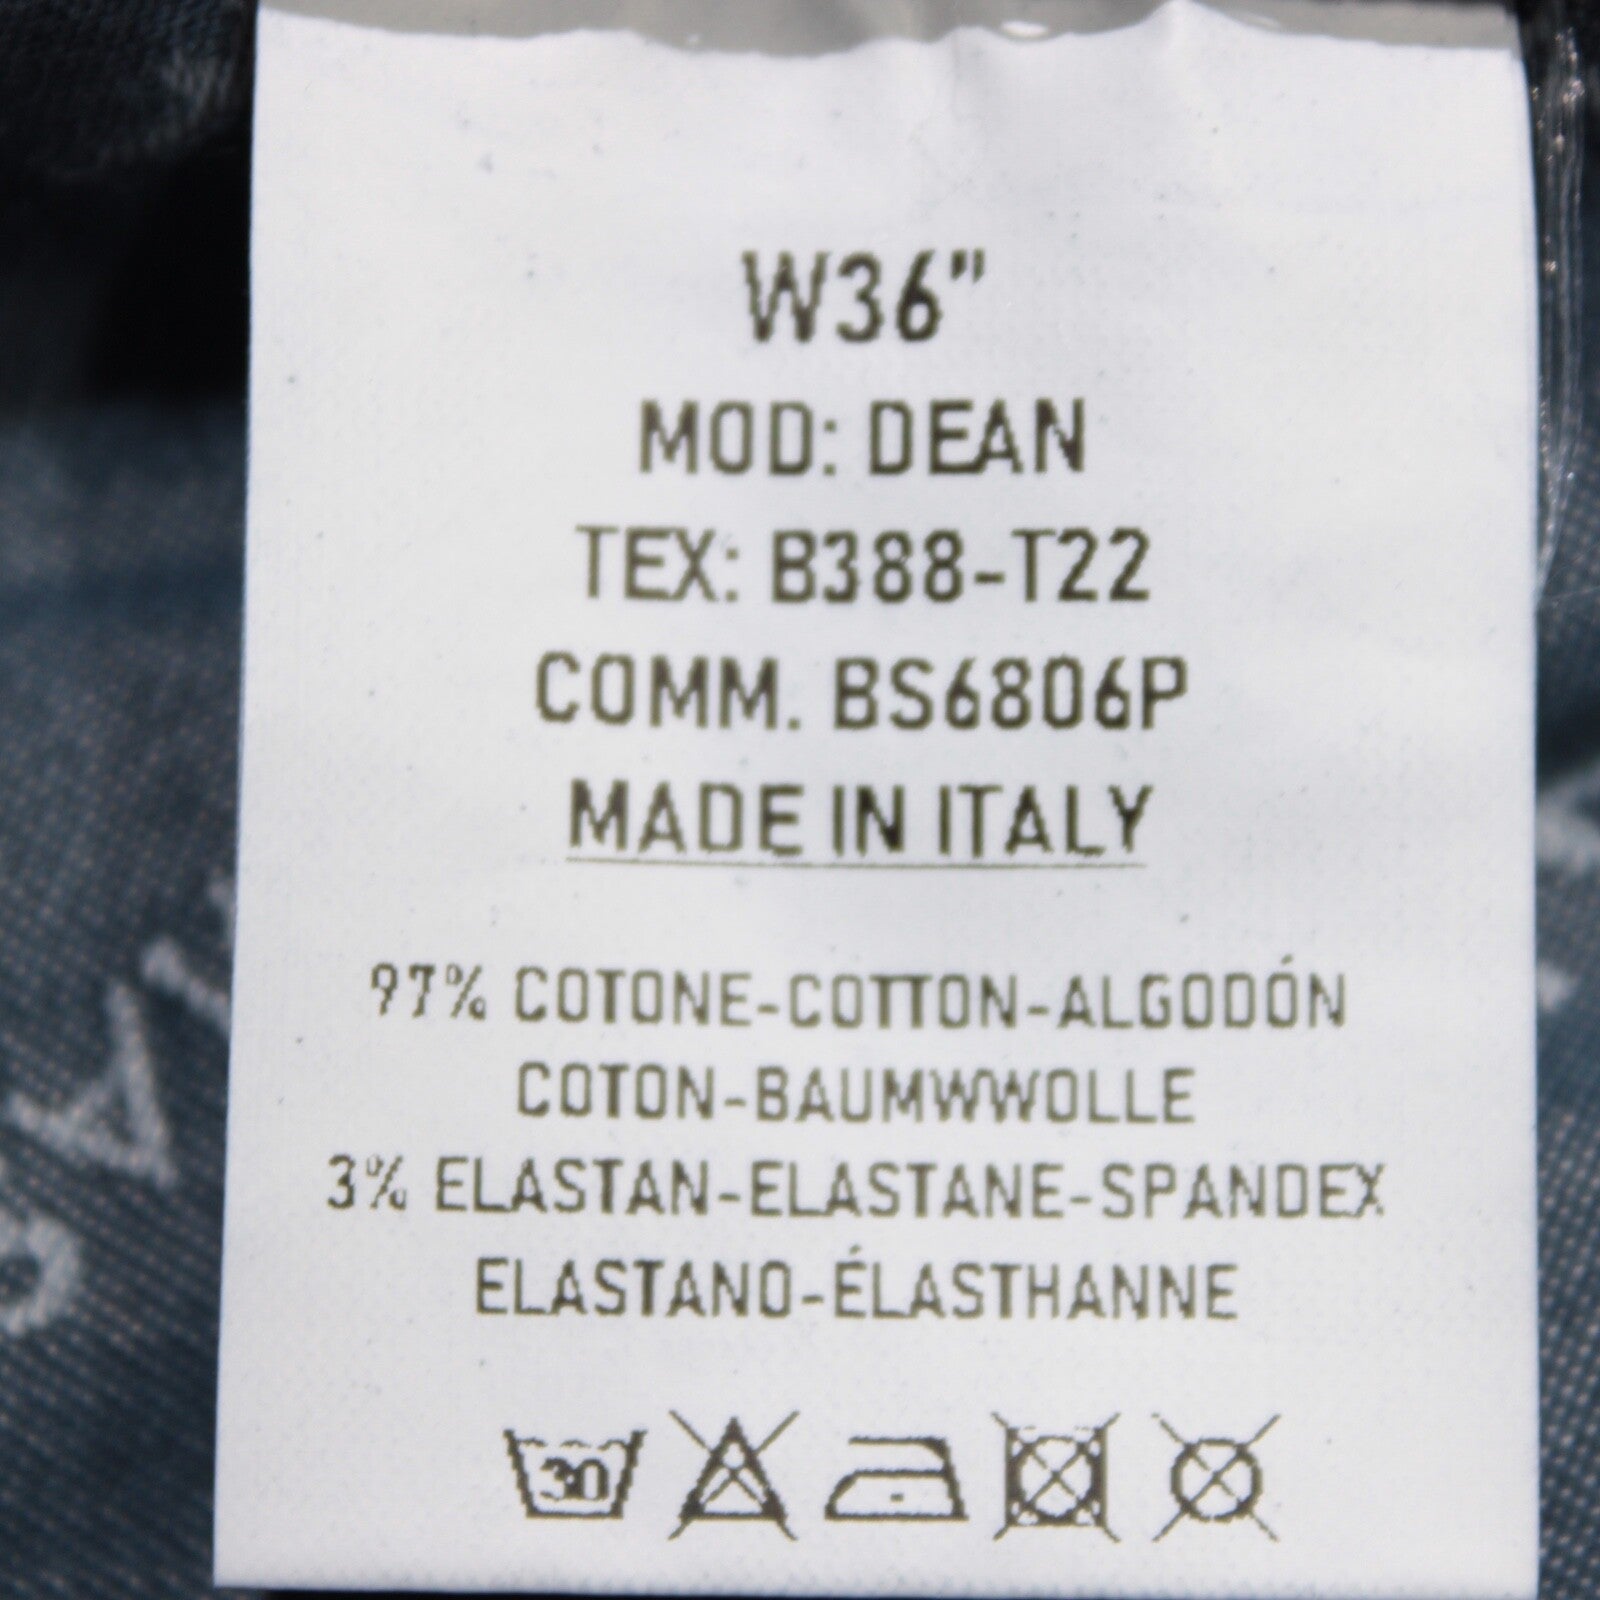 W36"
MOD: DEAN
TEX: B388-T22
COMM. BS6806P
MADE IN ITALY
97% COTONE-COTTON-ALGODÓN
COTON-BAUMWWOLLE
3% ELASTAN-ELASTANE-SPANDEX
ELASTANO-ÉLASTHANNE
30